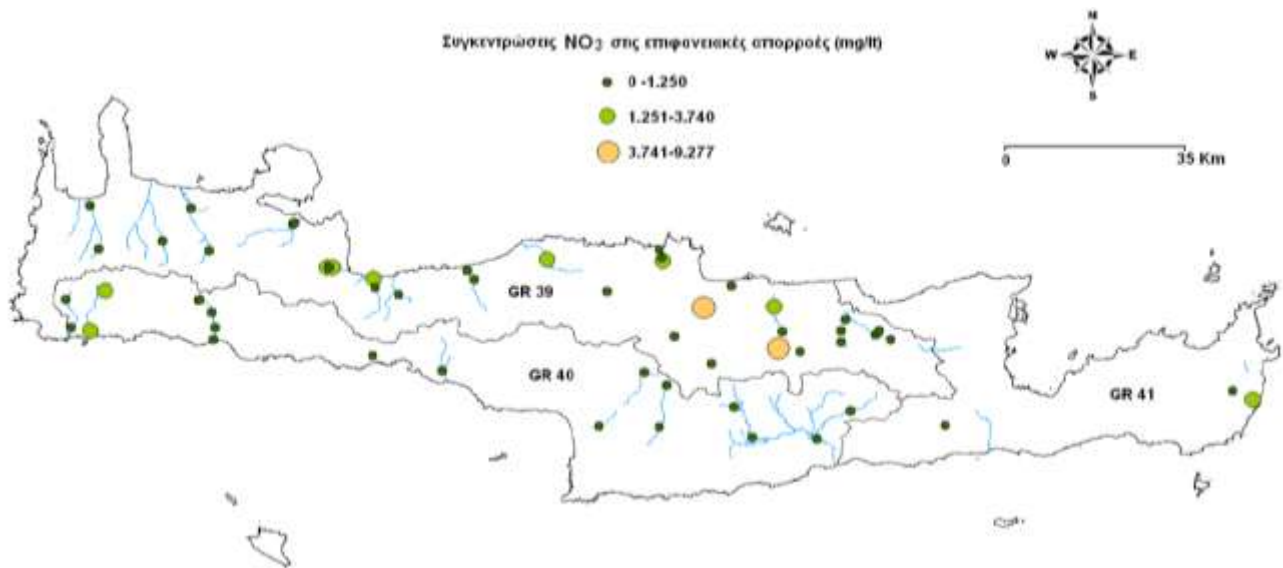 Συγκεντρώσεις NO3 στις επιφανειακές απορροές (mg/lt)
0 -1.250
1.251-3.740
3.741-9.277
N
W E
S
0 35 Km
GR 39
GR 40
GR 41